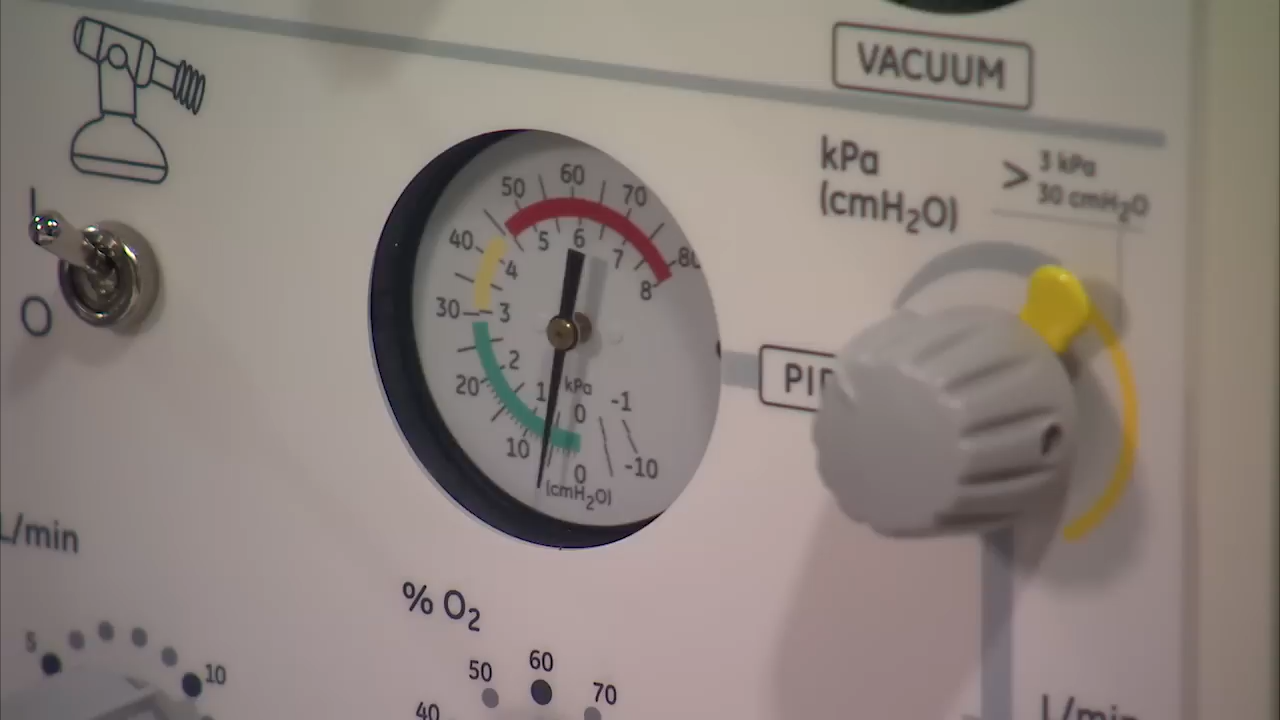 VACUUM
kPa
(cmH₂O)
> 3 kPa
30 cmH₂O
I
O
50 60 70 80
40
30
20
10
0
5 6 7 8
4
3
2
1
0
kPa
-1
-10
(cmH₂O)
L/min
5
10
% O₂
40 50 60 70
L/min